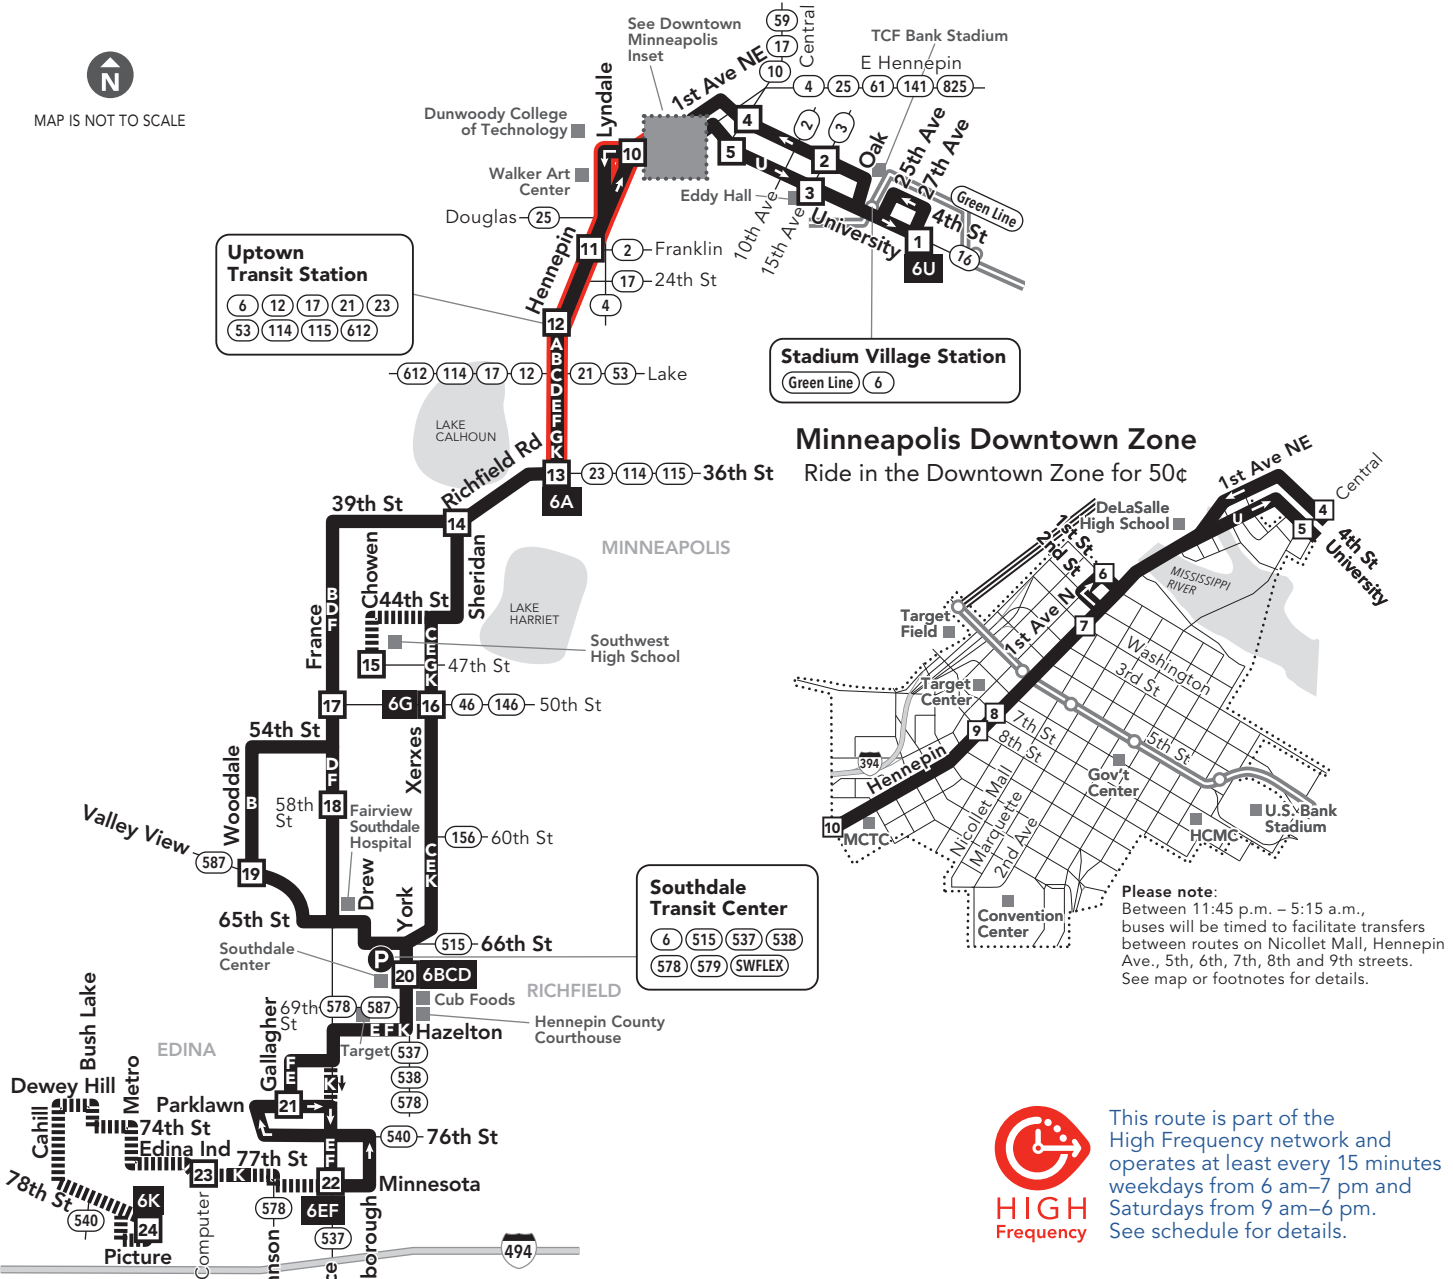 N
MAP IS NOT TO SCALE
See Downtown
Minneapolis
Inset
59
17
10
Central
TCF Bank Stadium
E Hennepin
4
25
61
141
825
1st Ave NE
Lyndale
Dunwoody College
of Technology
Walker Art
Center
Douglas
25
10
4
5
U
2
3
2
3
Oak
25th Ave
27th Ave
4th St
Green Line
Eddy Hall
10th Ave
15th Ave
University
1
6U
16
Hennepin
11
2
Franklin
17
24th St
4
12
Uptown
Transit Station
6
12
17
21
23
53
114
115
612
A
B
C
D
E
F
G
K
612
114
17
12
21
53
Lake
Stadium Village Station
Green Line
6
LAKE
CALHOUN
Richfield Rd
13
6A
23
114
115
36th St
39th St
14
Chowen
44th St
Sheridan
MINNEAPOLIS
LAKE
HARRIET
Southwest
High School
15
47th St
France
B
D
F
C
E
G
K
17
6G
16
46
146
50th St
54th St
Wooddale
B
D
F
58th
St
18
Xerxes
Fairview
Southdale
Hospital
156
60th St
C
E
K
Valley View
587
19
65th St
Drew
York
515
66th St
Southdale
Transit Center
6
515
537
538
578
579
SWFLEX
Southdale
Center
P
20
6BCD
Cub Foods
RICHFIELD
69th
St
578
587
E F K
Hazelton
Hennepin County
Courthouse
Target
537
538
578
EDINA
Gallagher
F
E
K
21
Parklawn
540
76th St
E
F
Bush Lake
Dewey Hill
Metro
Cahill
74th St
Edina Ind
77th St
23
K
22
Minnesota
6EF
78th St
540
6K
24
Picture
Computer
578
nson
537
ce
borough
494
Minneapolis Downtown Zone
Ride in the Downtown Zone for 50¢
1st Ave NE
Central
DeLaSalle
High School
U
4
5
4th St
University
1st St
2nd St
6
MISSISSIPPI
RIVER
Target
Field
1st Ave N
7
Washington
3rd St
Target
Center
8
9
7th St
8th St
5th St
394
Hennepin
Gov't
Center
Nicollet Mall
Marquette
2nd Ave
10
MCTC
HCMC
U.S. Bank
Stadium
Convention
Center
Please note:
Between 11:45 p.m. – 5:15 a.m.,
buses will be timed to facilitate transfers
between routes on Nicollet Mall, Hennepin
Ave., 5th, 6th, 7th, 8th and 9th streets.
See map or footnotes for details.
HIGH
Frequency
This route is part of the
High Frequency network and
operates at least every 15 minutes
weekdays from 6 am–7 pm and
Saturdays from 9 am–6 pm.
See schedule for details.
20